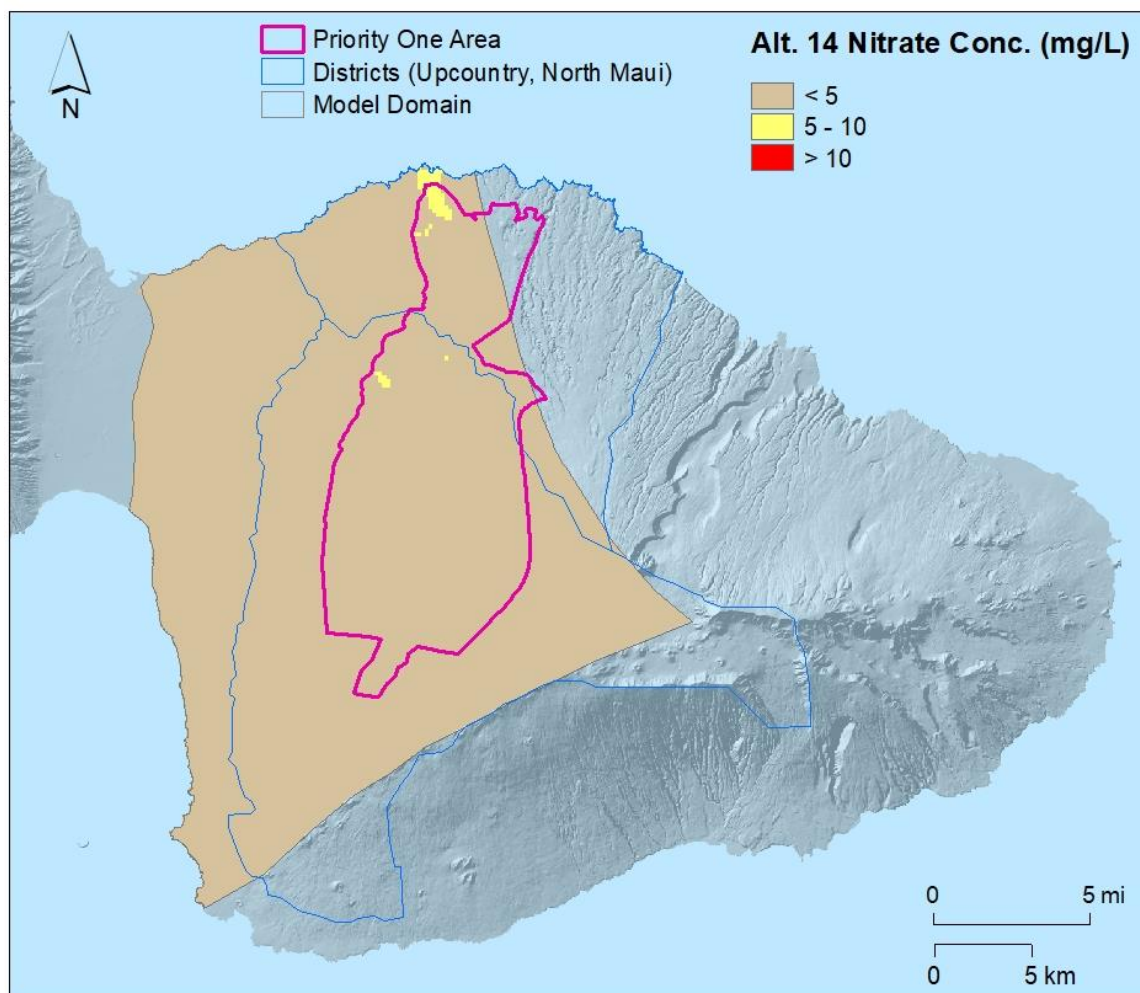 N
Priority One Area
Districts (Upcountry, North Maui)
Model Domain
Alt. 14 Nitrate Conc. (mg/L)
< 5
5 - 10
> 10
0 5 mi
0 5 km